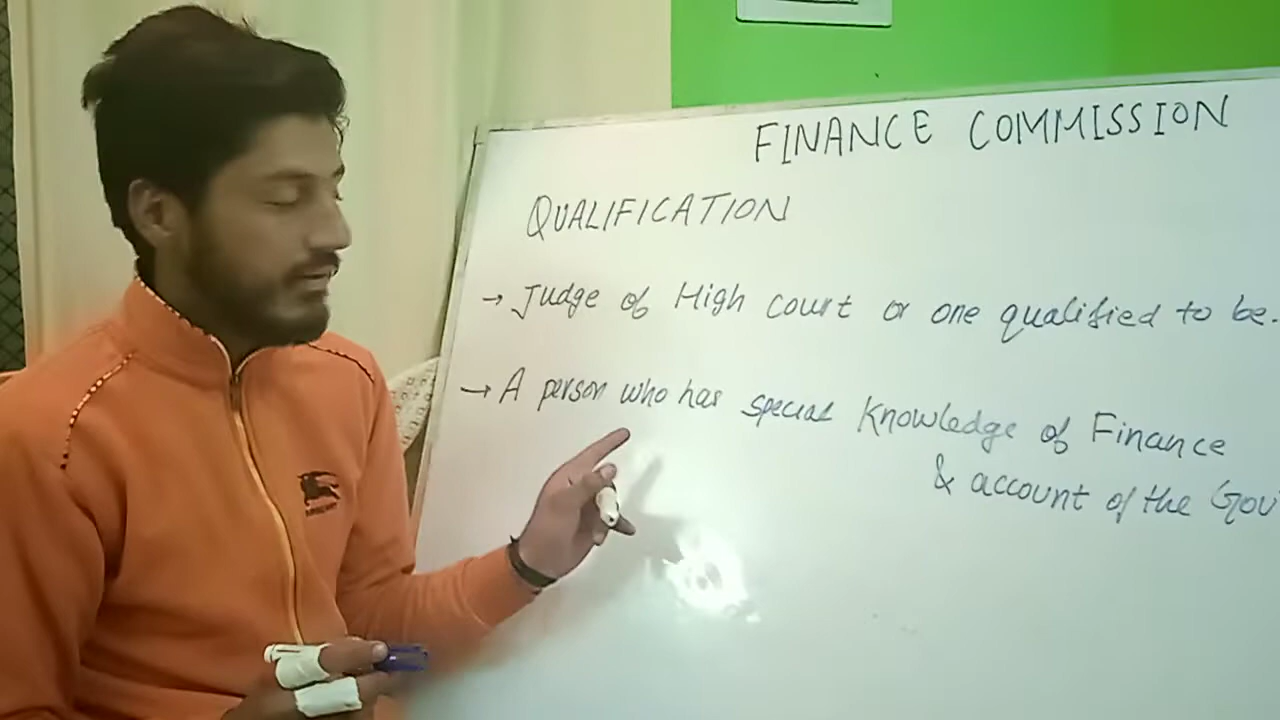 FINANCE COMMISSION
QUALIFICATION
→ Judge of High court or one qualified to be.
→ A person who has special Knowledge of Finance
& account of the Gov